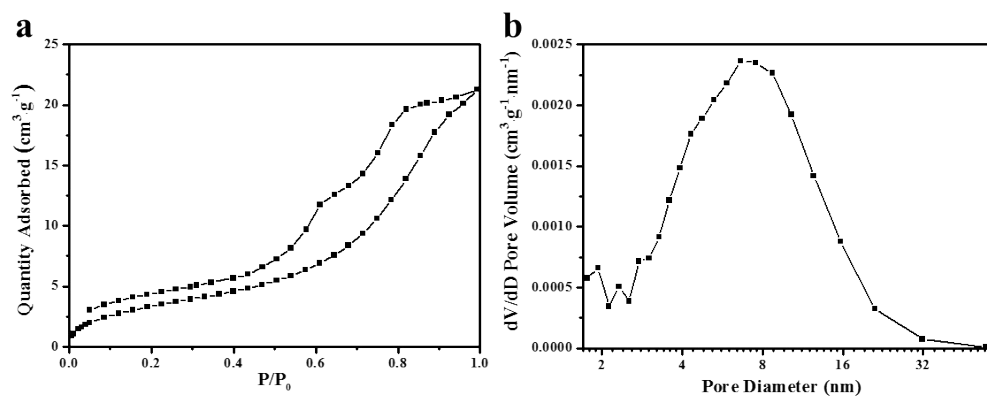 a
25
20
15
10
5
0
0.0 0.2 0.4 0.6 0.8 1.0
Quantity Adsorbed (cm³·g⁻¹)
P/P₀
b
0.0025
0.0020
0.0015
0.0010
0.0005
0.0000
2 4 8 16 32
dV/dD Pore Volume (cm³·g⁻¹·nm⁻¹)
Pore Diameter (nm)